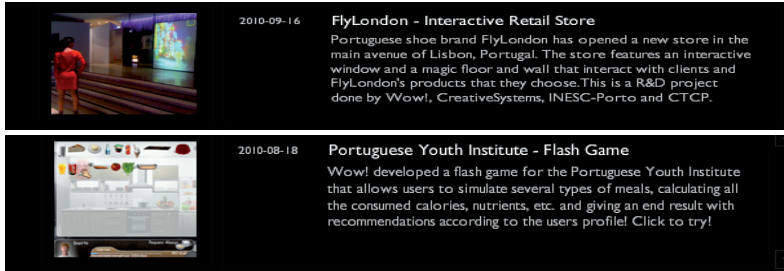 2010-09-16
FlyLondon - Interactive Retail Store
Portuguese shoe brand FlyLondon has opened a new store in the
main avenue of Lisbon, Portugal. The store features an interactive
window and a magic floor and wall that interact with clients and
FlyLondon's products that they choose.This is a R&D project
done by Wow!, CreativeSystems, INESC-Porto and CTCP.
2010-08-18
Portuguese Youth Institute - Flash Game
Wow! developed a flash game for the Portuguese Youth Institute
that allows users to simulate several types of meals, calculating all
the consumed calories, nutrients, etc. and giving an end result with
recommendations according to the users profile! Click to try!